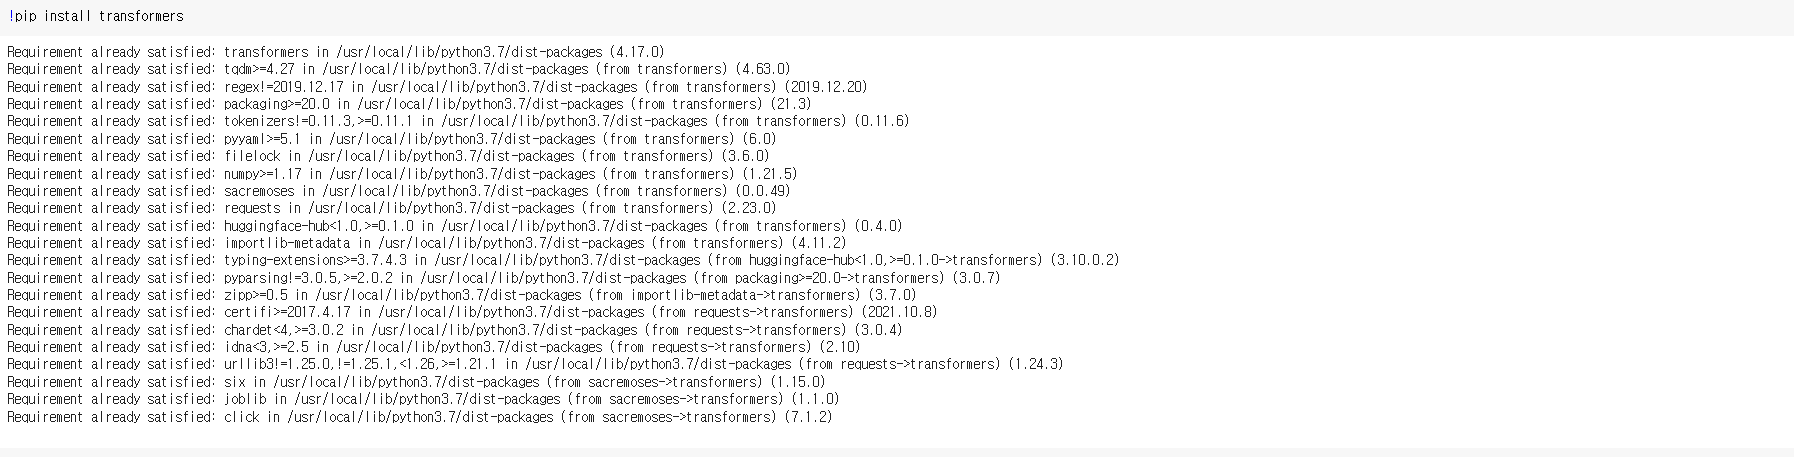 !pip install transformers
Requirement already satisfied: transformers in /usr/local/lib/python3.7/dist-packages (4.17.0)
Requirement already satisfied: tqdm>=4.27 in /usr/local/lib/python3.7/dist-packages (from transformers) (4.63.0)
Requirement already satisfied: regex!=2019.12.17 in /usr/local/lib/python3.7/dist-packages (from transformers) (2019.12.20)
Requirement already satisfied: packaging>=20.0 in /usr/local/lib/python3.7/dist-packages (from transformers) (21.3)
Requirement already satisfied: tokenizers!=0.11.3,>=0.11.1 in /usr/local/lib/python3.7/dist-packages (from transformers) (0.11.6)
Requirement already satisfied: pyyaml>=5.1 in /usr/local/lib/python3.7/dist-packages (from transformers) (6.0)
Requirement already satisfied: filelock in /usr/local/lib/python3.7/dist-packages (from transformers) (3.6.0)
Requirement already satisfied: numpy>=1.17 in /usr/local/lib/python3.7/dist-packages (from transformers) (1.21.5)
Requirement already satisfied: sacremoses in /usr/local/lib/python3.7/dist-packages (from transformers) (0.0.49)
Requirement already satisfied: requests in /usr/local/lib/python3.7/dist-packages (from transformers) (2.23.0)
Requirement already satisfied: huggingface-hub<1.0,>=0.1.0 in /usr/local/lib/python3.7/dist-packages (from transformers) (0.4.0)
Requirement already satisfied: importlib-metadata in /usr/local/lib/python3.7/dist-packages (from transformers) (4.11.2)
Requirement already satisfied: typing-extensions>=3.7.4.3 in /usr/local/lib/python3.7/dist-packages (from huggingface-hub<1.0,>=0.1.0->transformers) (3.10.0.2)
Requirement already satisfied: pyparsing!=3.0.5,>=2.0.2 in /usr/local/lib/python3.7/dist-packages (from packaging>=20.0->transformers) (3.0.7)
Requirement already satisfied: zipp>=0.5 in /usr/local/lib/python3.7/dist-packages (from importlib-metadata->transformers) (3.7.0)
Requirement already satisfied: certifi>=2017.4.17 in /usr/local/lib/python3.7/dist-packages (from requests->transformers) (2021.10.8)
Requirement already satisfied: chardet<4,>=3.0.2 in /usr/local/lib/python3.7/dist-packages (from requests->transformers) (3.0.4)
Requirement already satisfied: idna<3,>=2.5 in /usr/local/lib/python3.7/dist-packages (from requests->transformers) (2.10)
Requirement already satisfied: urllib3!=1.25.0,!=1.25.1,<1.26,>=1.21.1 in /usr/local/lib/python3.7/dist-packages (from requests->transformers) (1.24.3)
Requirement already satisfied: six in /usr/local/lib/python3.7/dist-packages (from sacremoses->transformers) (1.15.0)
Requirement already satisfied: joblib in /usr/local/lib/python3.7/dist-packages (from sacremoses->transformers) (1.1.0)
Requirement already satisfied: click in /usr/local/lib/python3.7/dist-packages (from sacremoses->transformers) (7.1.2)